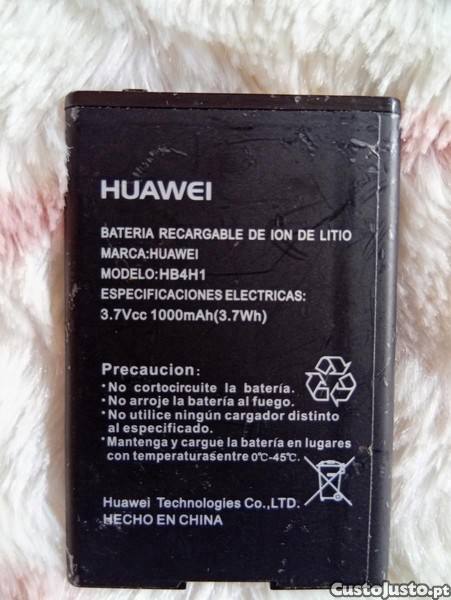 HUAWEI
BATERIA RECARGABLE DE ION DE LITIO
MARCA:HUAWEI
MODELO:HB4H1
ESPECIFICACIONES ELECTRICAS:
3.7Vcc 1000mAh(3.7Wh)
Precaucion:
•No cortocircuite la batería.
•No arroje la batería al fuego.
•No utilice ningún cargador distinto
al especificado.
•Mantenga y cargue la batería en lugares
con temperaturasentre 0℃-45℃.
Huawei Technologies Co.,LTD.
HECHO EN CHINA
CustoJusto.pt